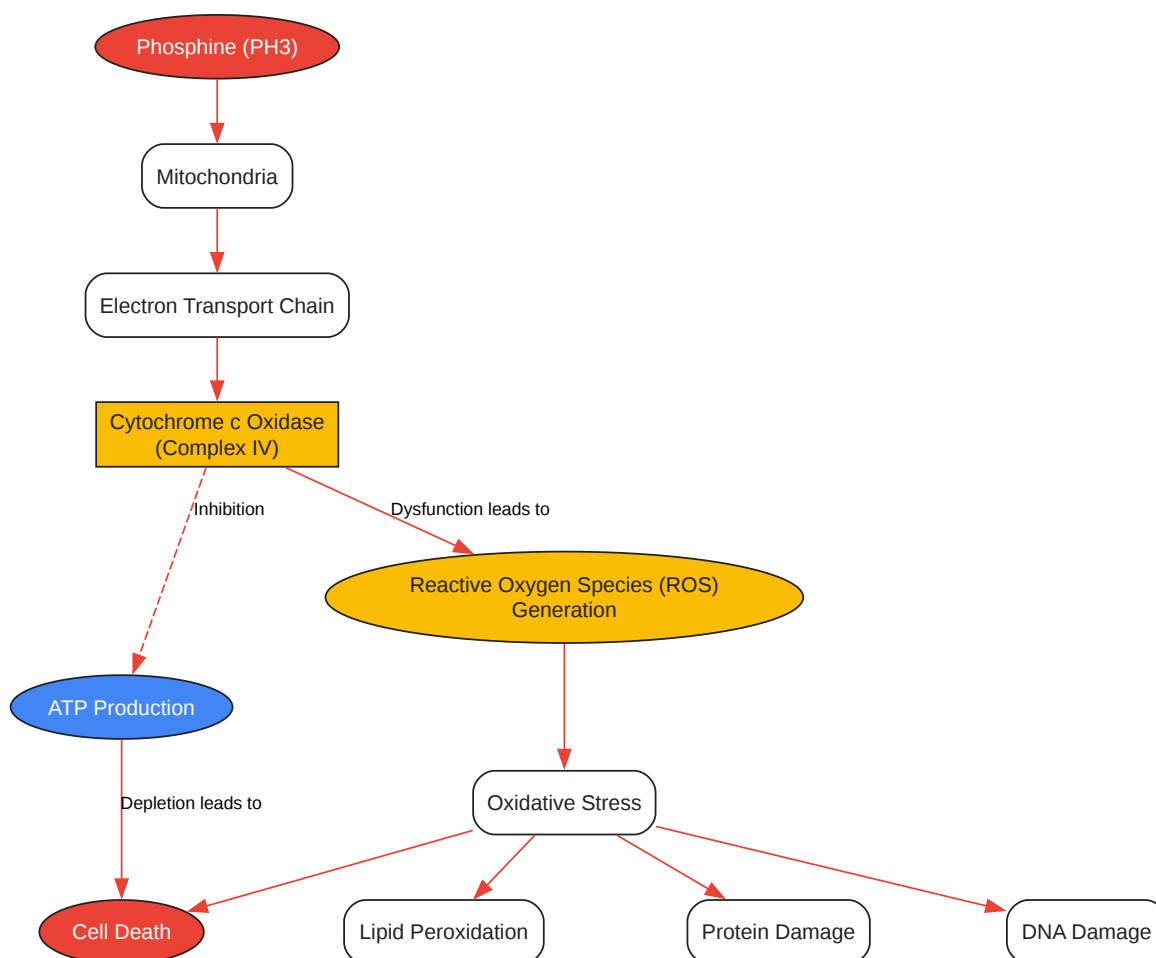 Phosphine (PH3)
Mitochondria
Electron Transport Chain
Cytochrome c Oxidase
(Complex IV)
Inhibition
Dysfunction leads to
Reactive Oxygen Species (ROS)
Generation
ATP Production
Depletion leads to
Oxidative Stress
Cell Death
Lipid Peroxidation
Protein Damage
DNA Damage